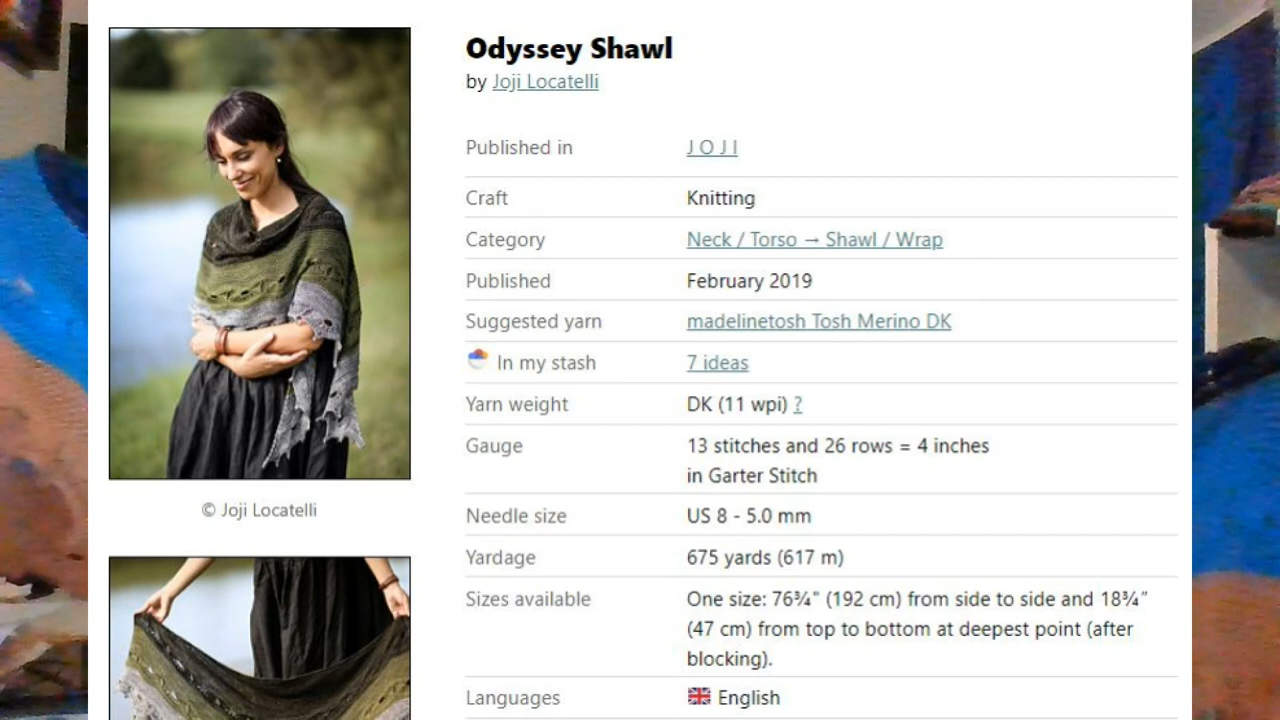 Odyssey Shawl
by Joji Locatelli
Published in J O J I
Craft Knitting
Category Neck / Torso → Shawl / Wrap
Published February 2019
Suggested yarn madelinetosh Tosh Merino DK
In my stash 7 ideas
Yarn weight DK (11 wpi) ?
Gauge 13 stitches and 26 rows = 4 inches
in Garter Stitch
Needle size US 8 - 5.0 mm
Yardage 675 yards (617 m)
Sizes available One size: 76¾" (192 cm) from side to side and 18¾"
(47 cm) from top to bottom at deepest point (after
blocking).
Languages English
© Joji Locatelli